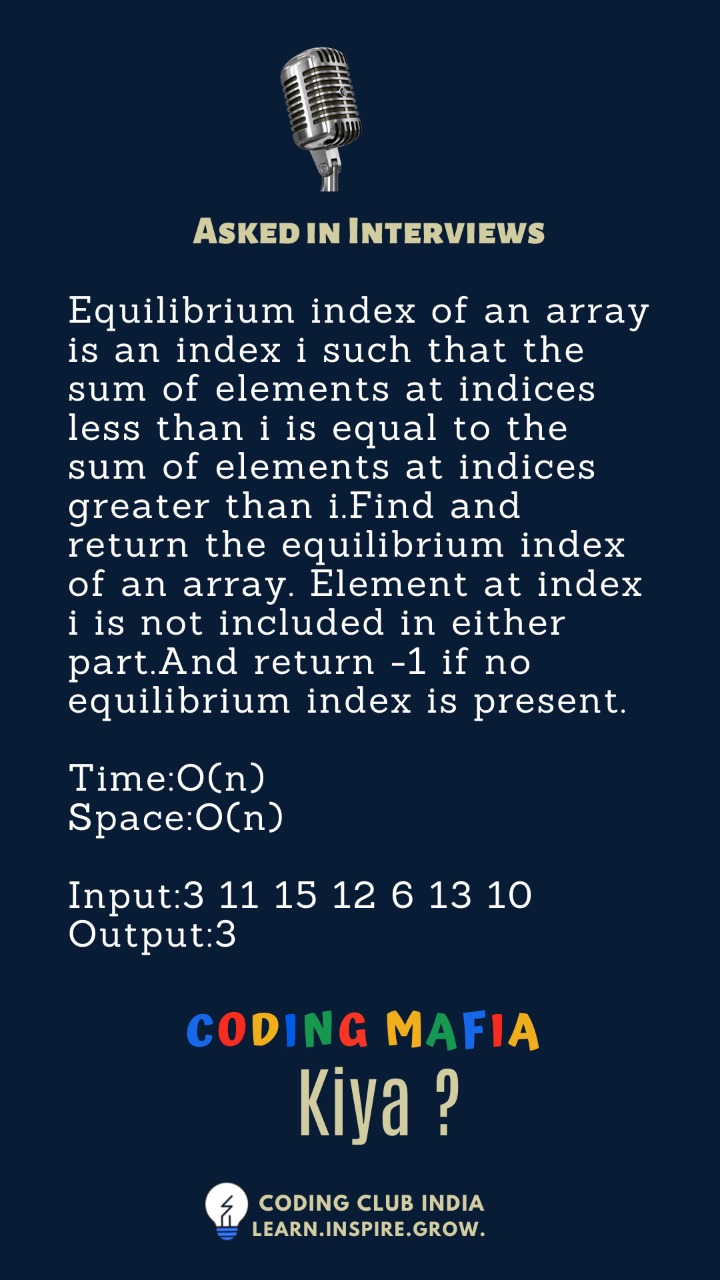 Asked in Interviews
Equilibrium index of an array
is an index i such that the
sum of elements at indices
less than i is equal to the
sum of elements at indices
greater than i.Find and
return the equilibrium index
of an array. Element at index
i is not included in either
part.And return -1 if no
equilibrium index is present.
Time:O(n)
Space:O(n)
Input:3 11 15 12 6 13 10
Output:3
CODING MAFIA
Kiya ?
CODING CLUB INDIA
LEARN.INSPIRE.GROW.